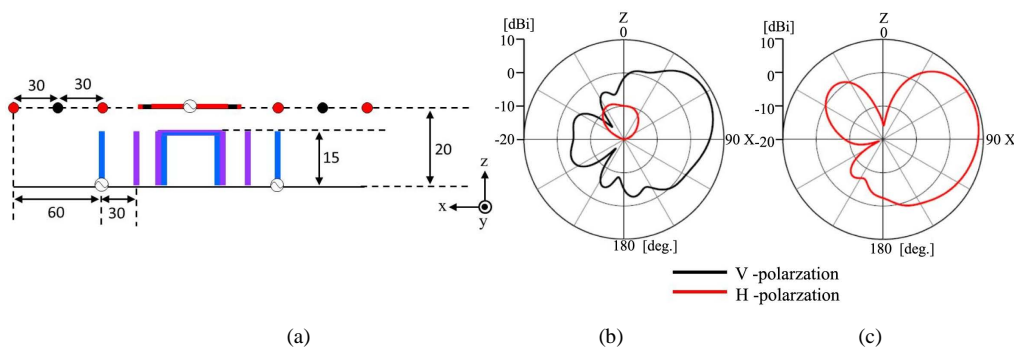 30 30
15
20
60
30
z
x
y
(a)
[dBi]
10
0
-10
-20
Z
0
90 X
180 [deg.]
(b)
[dBi]
10
0
-10
-20
Z
0
90 X
180 [deg.]
(c)
V -polarzation
H -polarzation